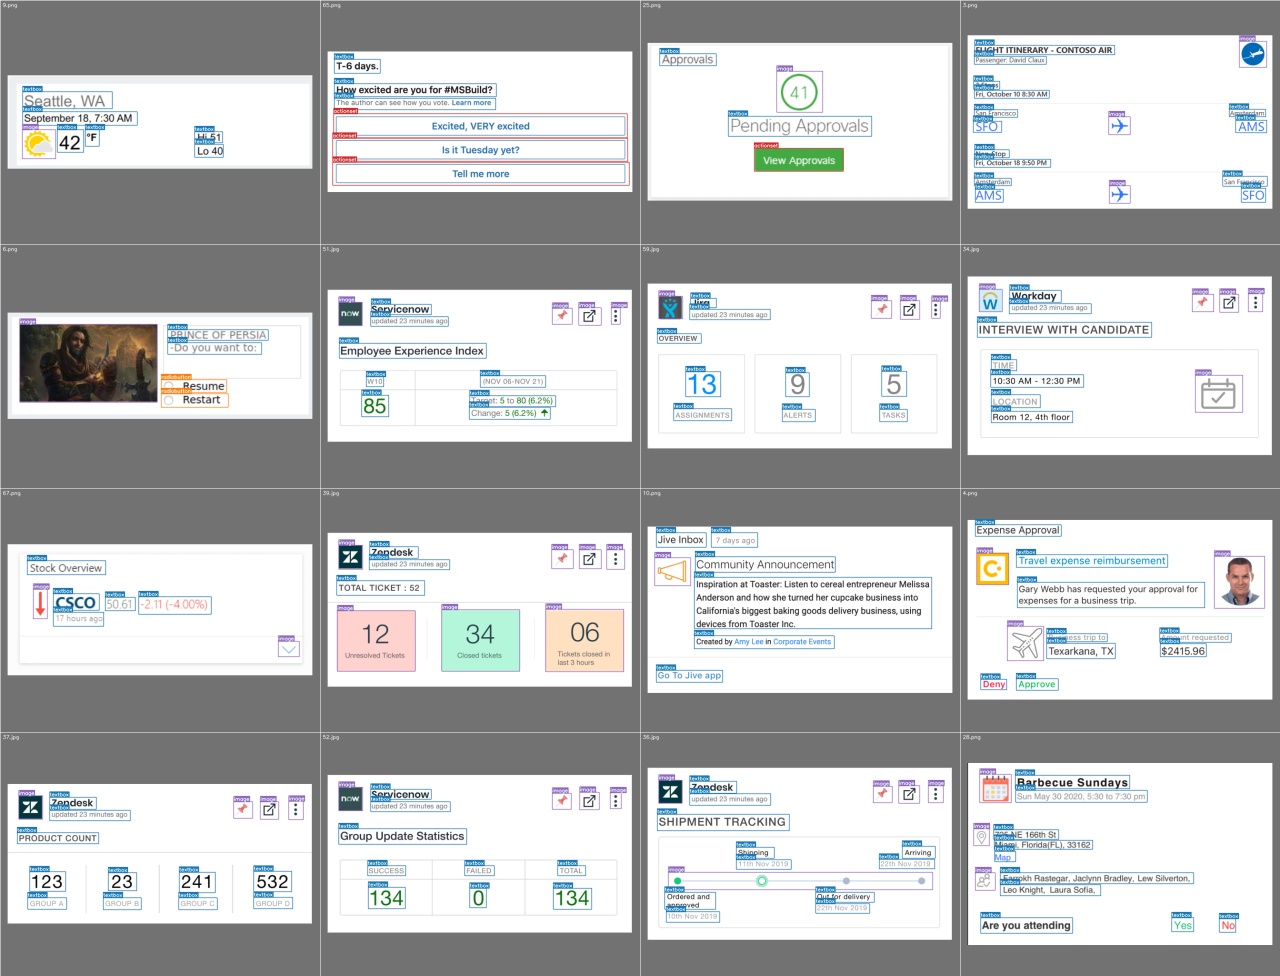 9.png
textbox
Seattle, WA
textbox
September 18, 7:30 AM
image
textbox
42
textbox
°F
textbox
Hi 51
textbox
Lo 40
65.png
textbox
T-6 days.
textbox
How excited are you for #MSBuild?
textbox
The author can see how you vote. Learn more
actionset
Excited, VERY excited
actionset
Is it Tuesday yet?
actionset
Tell me more
25.png
textbox
Approvals
image
41
textbox
Pending Approvals
actionset
View Approvals
3.png
textbox
FLIGHT ITINERARY - CONTOSO AIR
textbox
Passenger: David Claux
image
textbox
textbox
Fri, October 10 8:30 AM
textbox
San Francisco
textbox
SFO
image
textbox
Amsterdam
textbox
AMS
textbox
Non-Stop
textbox
Fri, October 18 9:50 PM
textbox
Amsterdam
textbox
AMS
image
textbox
San Francisco
textbox
SFO
6.png
image
textbox
PRINCE OF PERSIA
textbox
-Do you want to:
radiobutton
Resume
radiobutton
Restart
51.jpg
image
now
textbox
Servicenow
textbox
updated 23 minutes ago
image
image
image
textbox
Employee Experience Index
textbox
W10
textbox
85
textbox
(NOV 06-NOV 21)
textbox
Target: 5 to 80 (6.2%)
textbox
Change: 5 (6.2%)
59.jpg
image
textbox
Jira
textbox
updated 23 minutes ago
image
image
image
textbox
OVERVIEW
textbox
13
textbox
ASSIGNMENTS
textbox
9
textbox
ALERTS
textbox
5
textbox
TASKS
34.jpg
image
textbox
Workday
textbox
updated 23 minutes ago
image
image
image
textbox
INTERVIEW WITH CANDIDATE
textbox
TIME
textbox
10:30 AM - 12:30 PM
textbox
LOCATION
textbox
Room 12, 4th floor
image
67.png
textbox
Stock Overview
image
textbox
CSCO
textbox
50.61
textbox
-2.11 (-4.00%)
textbox
17 hours ago
image
39.jpg
image
textbox
Zendesk
textbox
updated 23 minutes ago
image
image
image
textbox
TOTAL TICKET : 52
image
12
Unresolved Tickets
image
34
Closed tickets
image
06
Tickets closed in
last 3 hours
10.png
textbox
Jive Inbox
textbox
7 days ago
image
textbox
Community Announcement
textbox
Inspiration at Toaster: Listen to cereal entrepreneur Melissa
Anderson and how she turned her cupcake business into
California's biggest baking goods delivery business, using
devices from Toaster Inc.
textbox
Created by Amy Lee in Corporate Events
textbox
Go To Jive app
4.png
textbox
Expense Approval
image
textbox
Travel expense reimbursement
textbox
Gary Webb has requested your approval for
expenses for a business trip.
image
image
textbox
Business trip to
textbox
Texarkana, TX
textbox
Amount requested
textbox
$2415.96
textbox
Deny
textbox
Approve
37.jpg
image
textbox
Zendesk
textbox
updated 23 minutes ago
image
image
image
textbox
PRODUCT COUNT
textbox
123
textbox
GROUP A
textbox
23
textbox
GROUP B
textbox
241
textbox
GROUP C
textbox
532
textbox
GROUP D
52.jpg
image
now
textbox
Servicenow
textbox
updated 23 minutes ago
image
image
image
textbox
Group Update Statistics
textbox
SUCCESS
textbox
134
textbox
FAILED
textbox
0
textbox
TOTAL
textbox
134
36.jpg
image
textbox
Zendesk
textbox
updated 23 minutes ago
image
image
image
textbox
SHIPMENT TRACKING
textbox
Shipping
textbox
11th Nov 2019
textbox
Arriving
textbox
22th Nov 2019
image
textbox
Ordered and
approved
textbox
10th Nov 2019
textbox
Out for delivery
textbox
22th Nov 2019
28.png
image
textbox
Barbecue Sundays
textbox
Sun May 30 2020, 5:30 to 7:30 pm
image
textbox
NE 166th St
textbox
Miami, Florida(FL), 33162
textbox
Map
image
textbox
Farrokh Rastegar, Jaclynn Bradley, Lew Silverton,
textbox
Leo Knight, Laura Sofia,
textbox
Are you attending
textbox
Yes
textbox
No